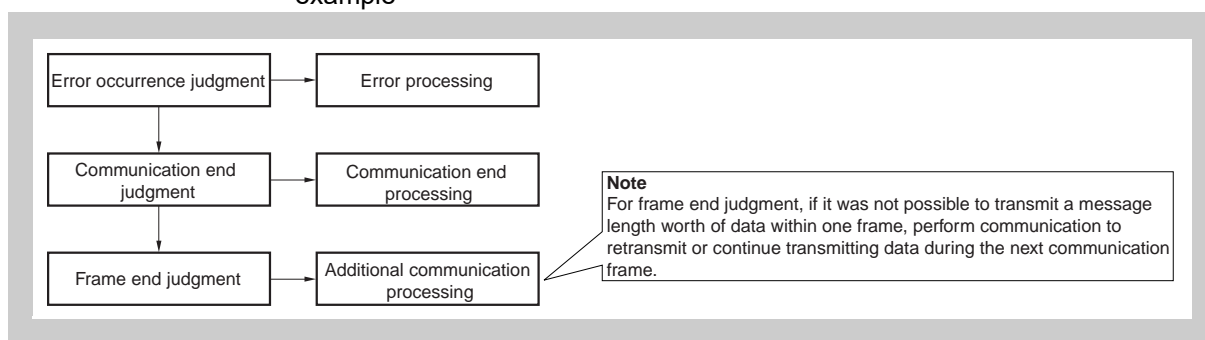 example
Error occurrence judgment
Error processing
Communication end
judgment
Communication end
processing
Note
For frame end judgment, if it was not possible to transmit a message
length worth of data within one frame, perform communication to
retransmit or continue transmitting data during the next communication
frame.
Frame end judgment
Additional communication
processing